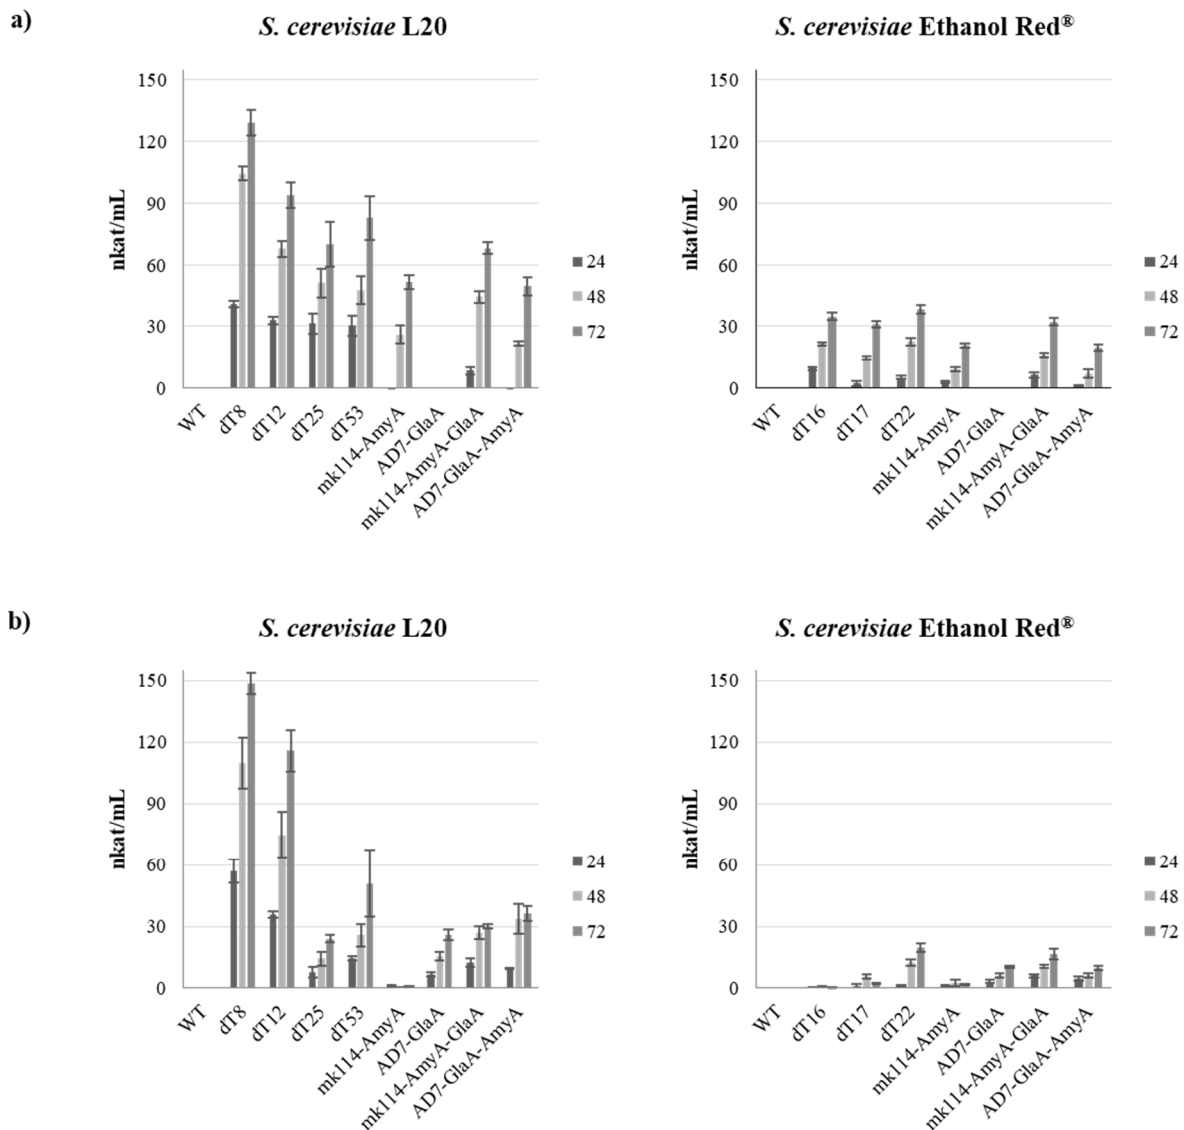 a)
S. cerevisiae L20
150
120
90
60
30
0
nkat/mL
24
48
72
WT
dT8
dT12
dT25
dT53
mk114-AmyA
AD7-GlaA
mk114-AmyA-GlaA
AD7-GlaA-AmyA
S. cerevisiae Ethanol Red®
150
120
90
60
30
0
nkat/mL
24
48
72
WT
dT16
dT17
dT22
mk114-AmyA
AD7-GlaA
mk114-AmyA-GlaA
AD7-GlaA-AmyA
b)
S. cerevisiae L20
150
120
90
60
30
0
nkat/mL
24
48
72
WT
dT8
dT12
dT25
dT53
mk114-AmyA
AD7-GlaA
mk114-AmyA-GlaA
AD7-GlaA-AmyA
S. cerevisiae Ethanol Red®
150
120
90
60
30
0
nkat/mL
24
48
72
WT
dT16
dT17
dT22
mk114-AmyA
AD7-GlaA
mk114-AmyA-GlaA
AD7-GlaA-AmyA